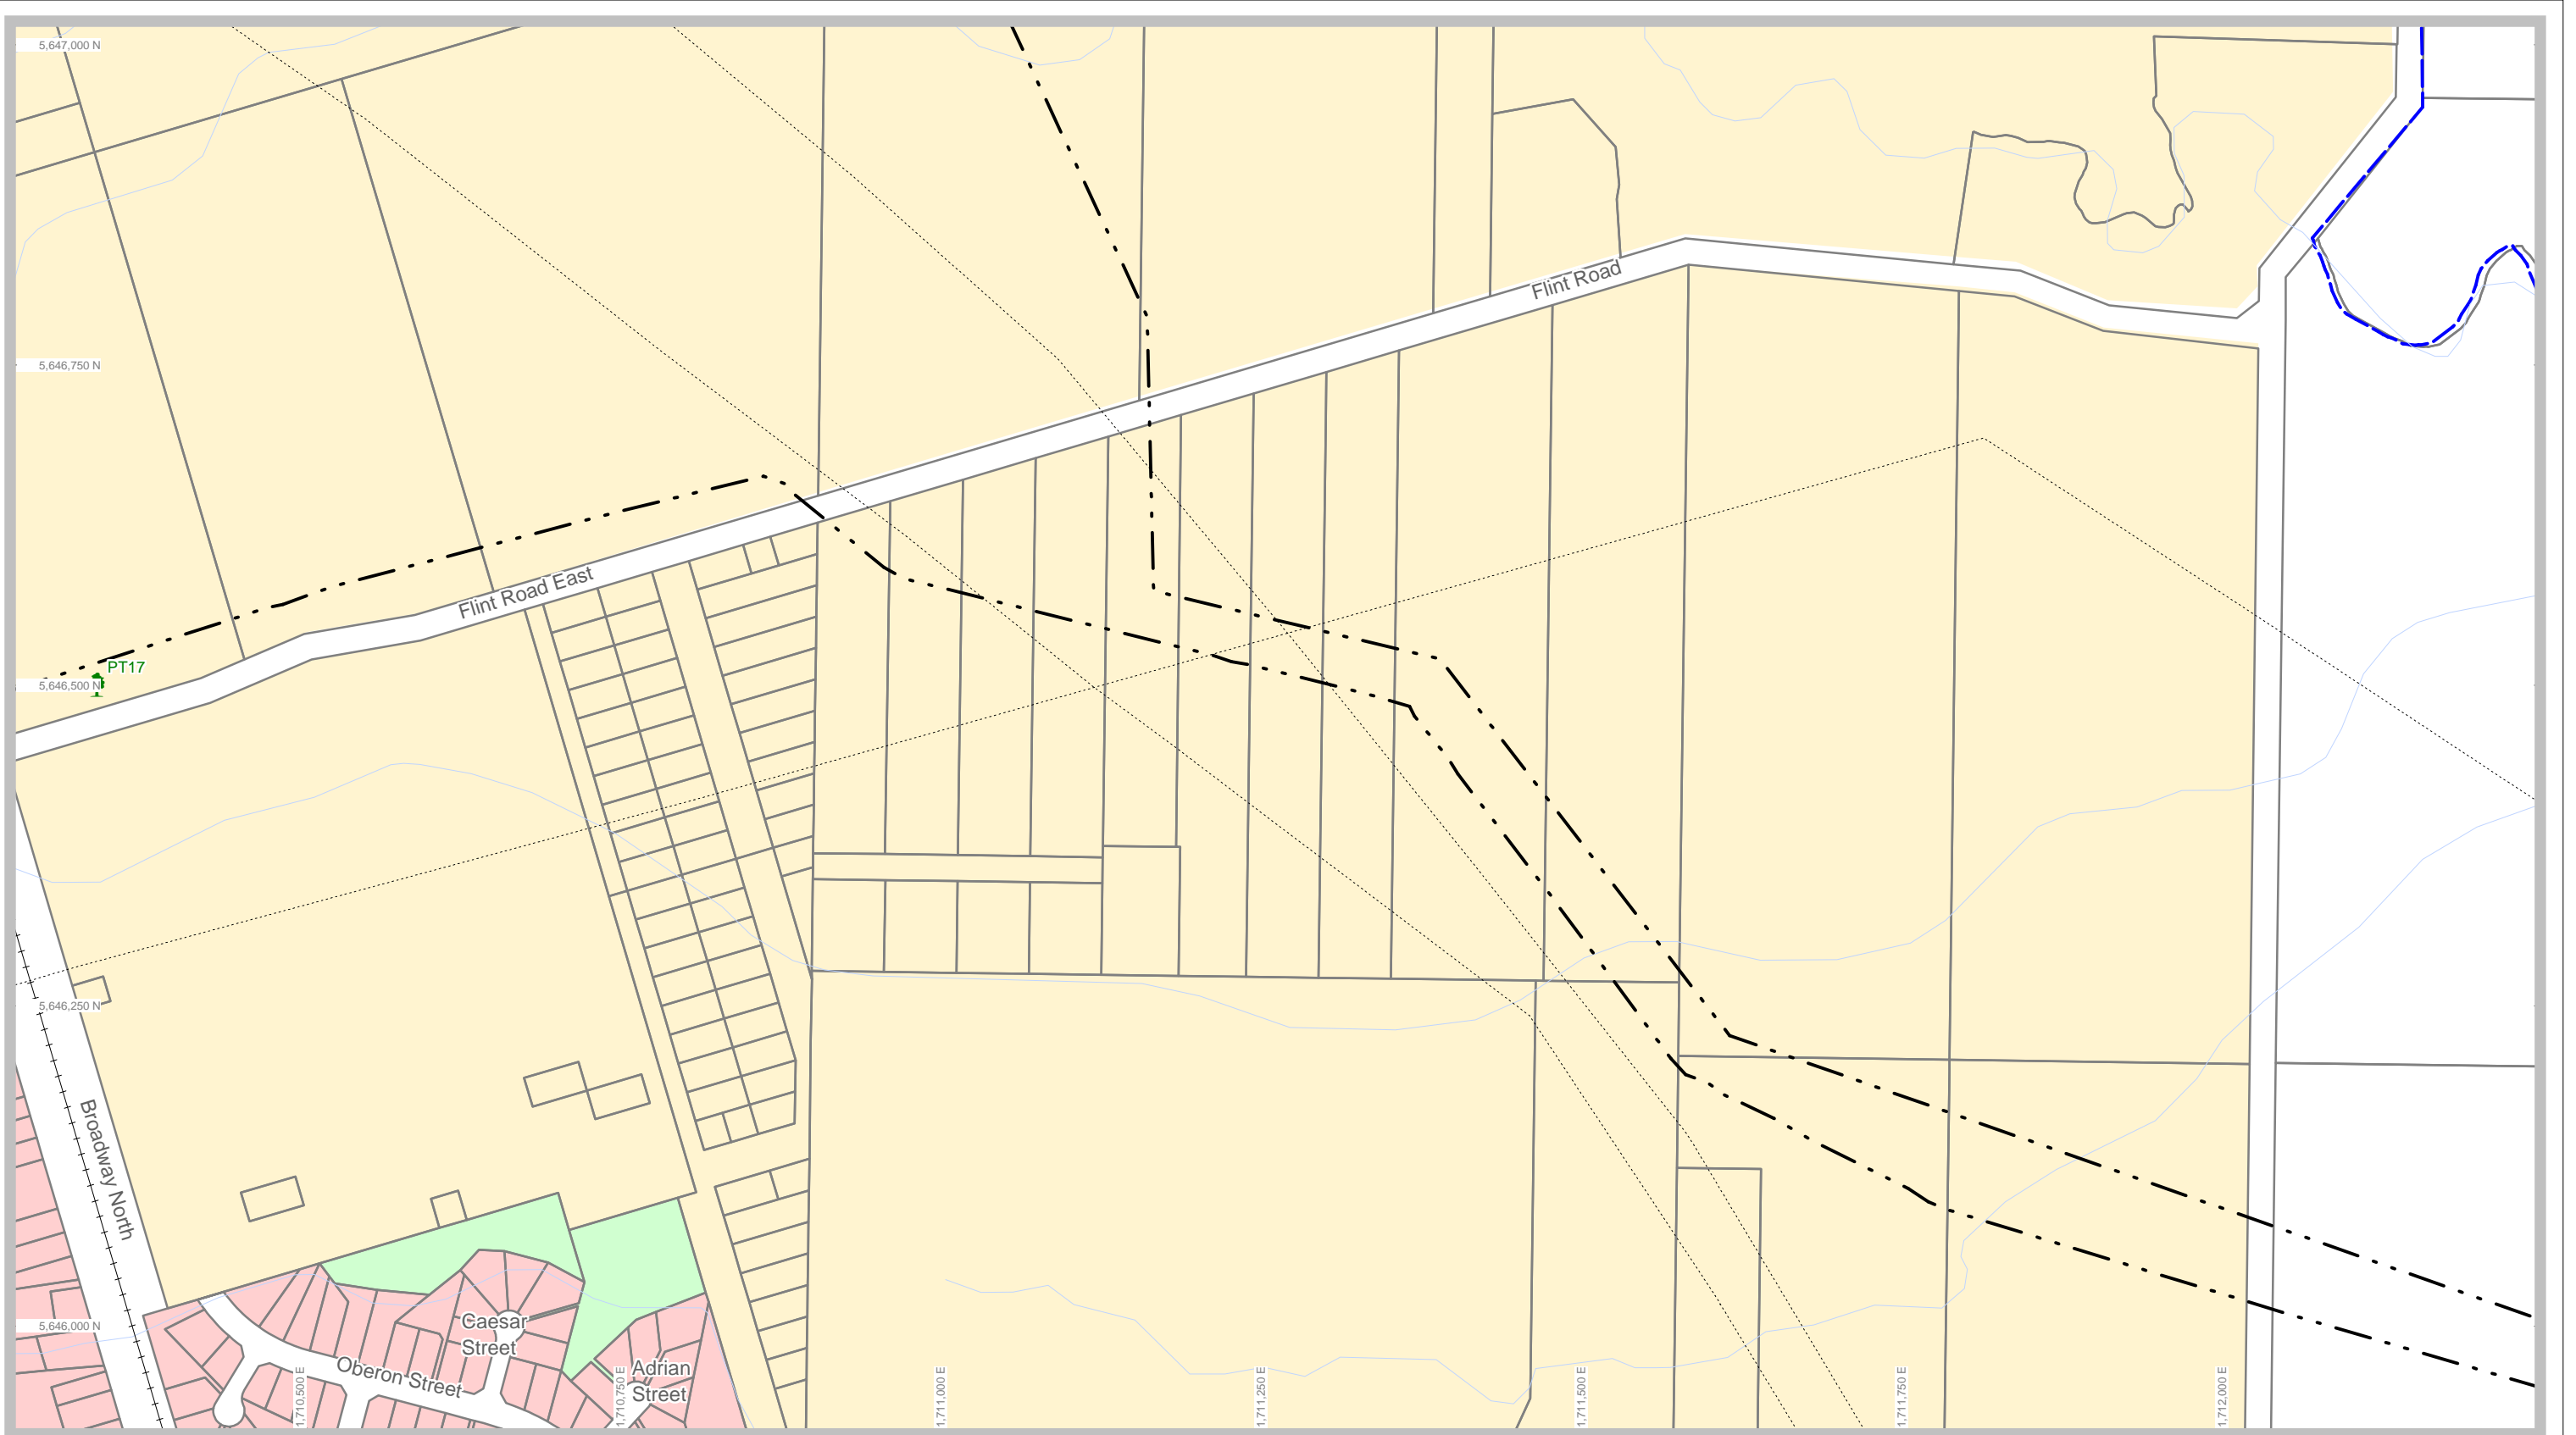 5,647,000 N
Flint Road
5,646,750 N
Flint Road East
PT17
5,646,500 N
5,646,250 N
Broadway North
5,646,000 N
Caesar
Street
Oberon Street
Adrian
Street
1,710,500 E
1,710,750 E
1,711,000 E
1,711,250 E
1,711,500 E
1,711,750 E
1,712,000 E